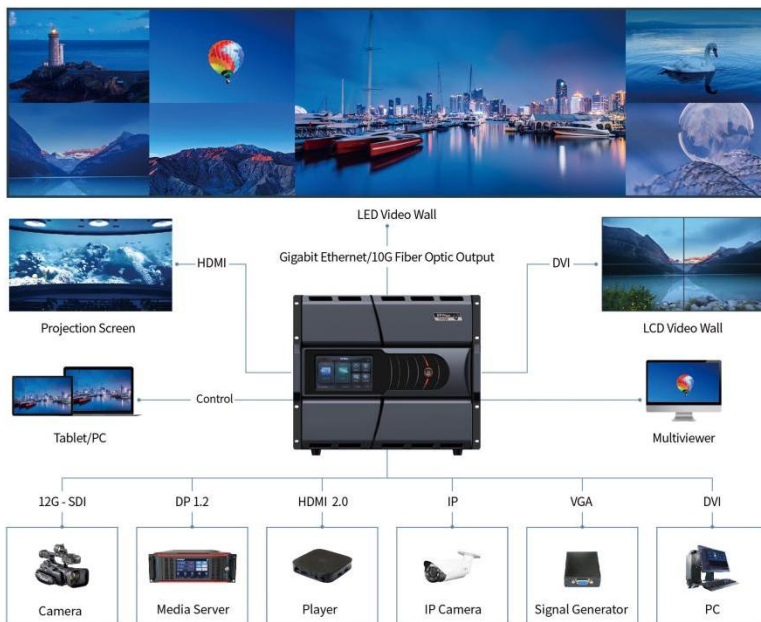 LED Video Wall
Gigabit Ethernet/10G Fiber Optic Output
HDMI
DVI
Projection Screen
LCD Video Wall
Control
Tablet/PC
Multiviewer
12G - SDI
DP 1.2
HDMI 2.0
IP
VGA
DVI
Camera
Media Server
Player
IP Camera
Signal Generator
PC